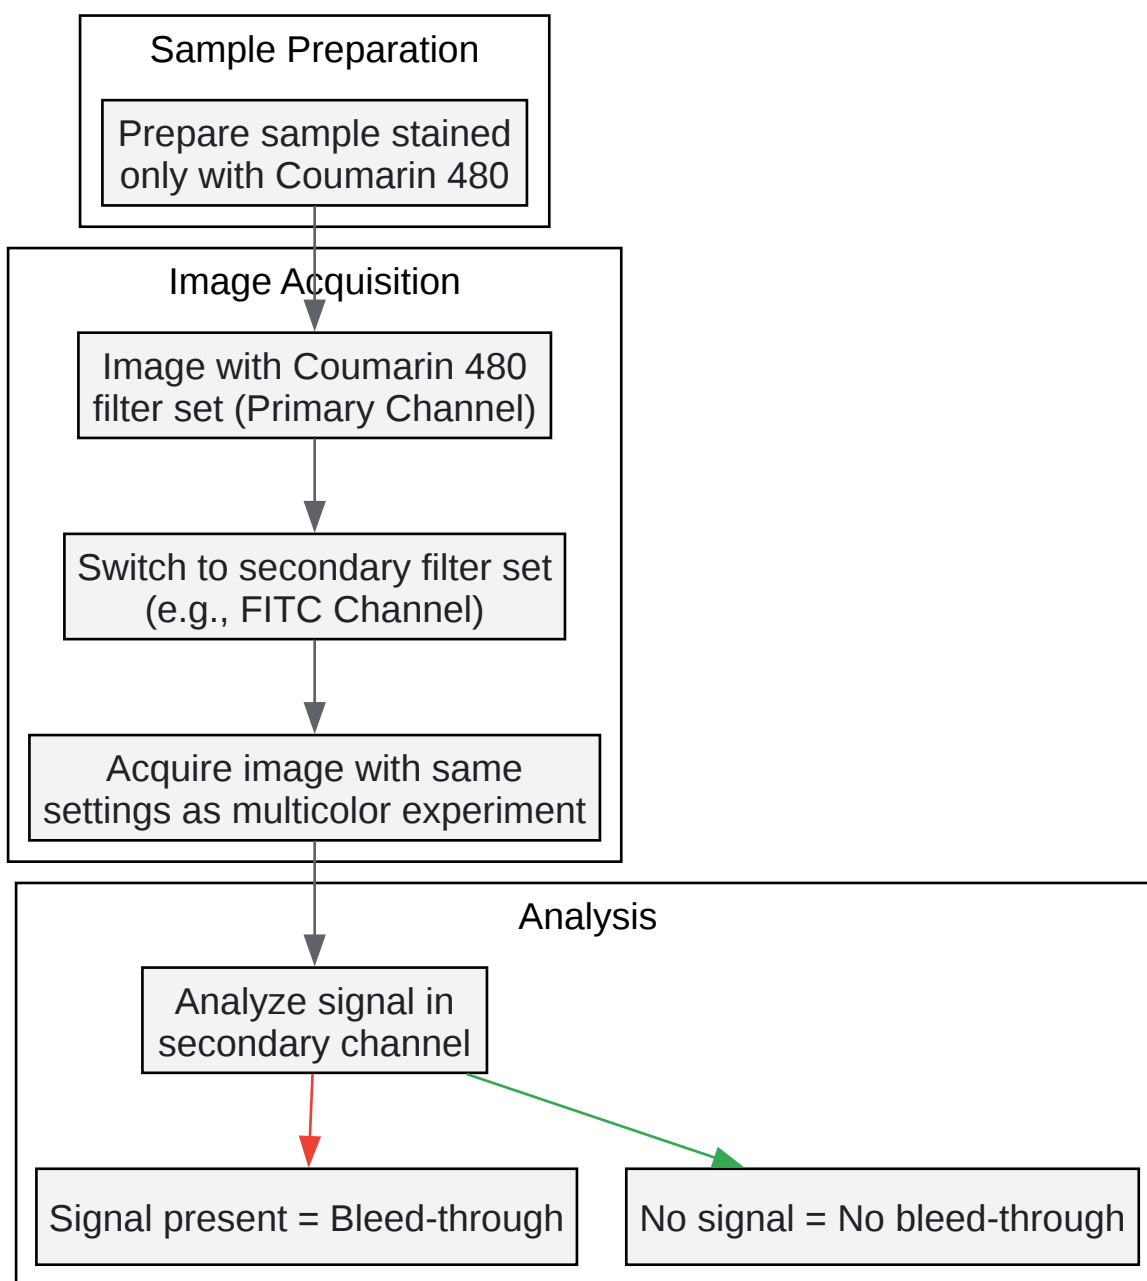 Sample Preparation
Prepare sample stained
only with Coumarin 480
Image Acquisition
Image with Coumarin 480
filter set (Primary Channel)
Switch to secondary filter set
(e.g., FITC Channel)
Acquire image with same
settings as multicolor experiment
Analysis
Analyze signal in
secondary channel
Signal present = Bleed-through
No signal = No bleed-through